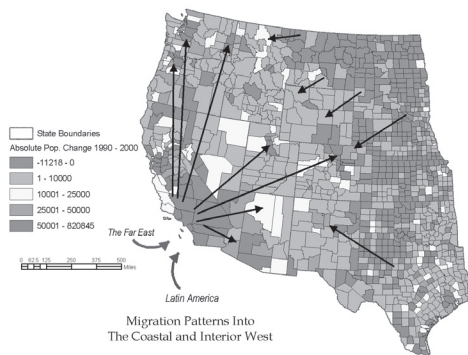 State Boundaries
Absolute Pop. Change 1990 - 2000
-11218 - 0
1 - 10000
10001 - 25000
25001 - 50000
50001 - 820845
The Far East
0 62.5 125 250 375 500
Miles
Latin America
Migration Patterns Into
The Coastal and Interior West